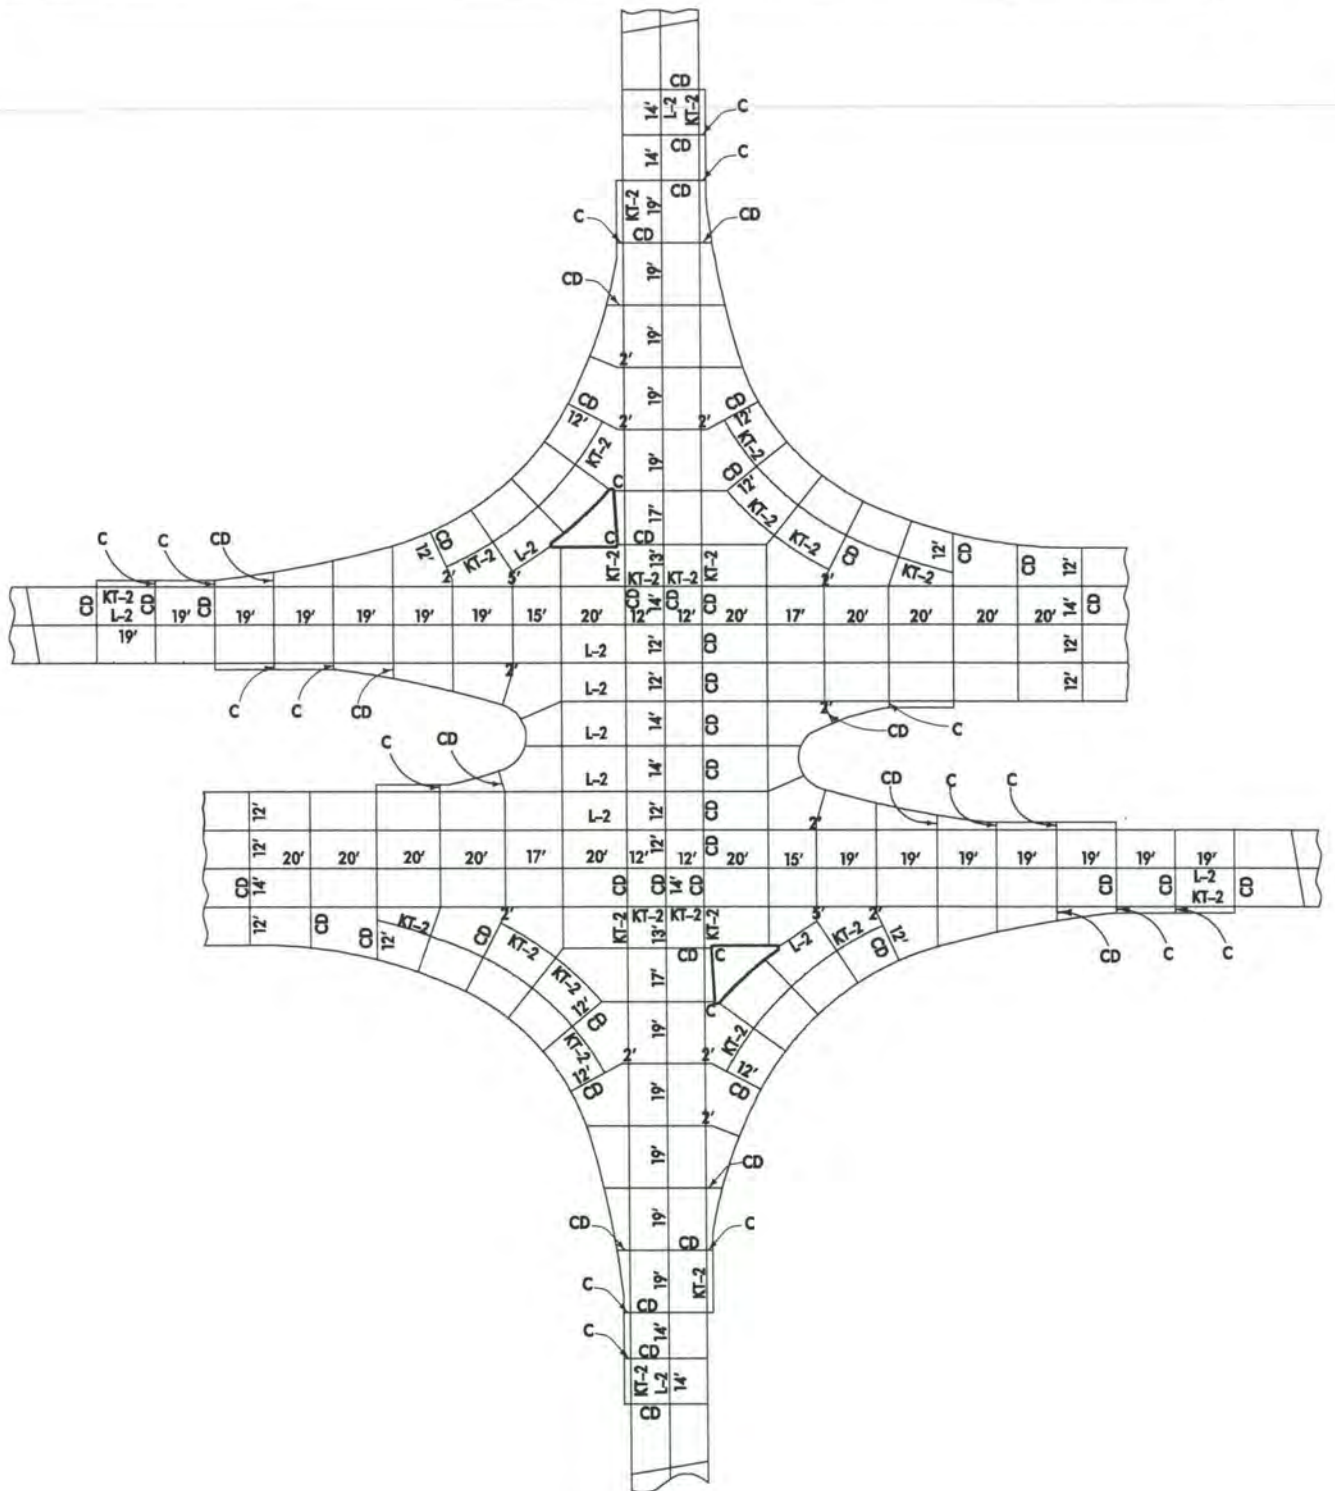 CD
14' L-2 KT-2 C
CD
14' C
KT-2 19' CD
C CD CD
19'
CD
19'
2'
19'
CD CD
12' 2' 2' 12'
KT-2 KT-2
19' CD
C 12'
17' KT-2
C C CD CD C CD
12' L-2 13' KT-2 CD 12' CD CD 12'
KT-2 KT-2 KT-2 KT-2 KT-2
2' 5' 2'
CD KT-2 CD CD CD 14' CD CD 14' CD
L-2 19' 19' 19' 19' 19' 15' 20' 12' 12' 20' 17' 20' 20' 20'
19' L-2 12' CD 12'
2'
L-2 12' CD 12'
C C CD L-2 14' CD 2' CD C
C CD
L-2 14' CD CD C C
12' L-2 12' CD 2'
12' 12' CD
20' 20' 20' 20' 17' 20' 12' 12' 20' 15' 19' 19' 19' 19' 19' 19'
CD 14' CD CD 14' CD CD CD L-2 CD
KT-2
12' CD CD KT-2 2' KT-2 KT-2 KT-2 KT-2 5' 2'
12' CD KT-2 13' CD C L-2 KT-2 CD 12' CD C C
KT-2 17'
12' CD C
KT-2 19' KT-2
2' 2'
12' CD 12' CD
19'
2'
19'
CD
CD 19' CD C
C 19' KT-2
CD
C 14'
CD
KT-2 L-2 14'
CD